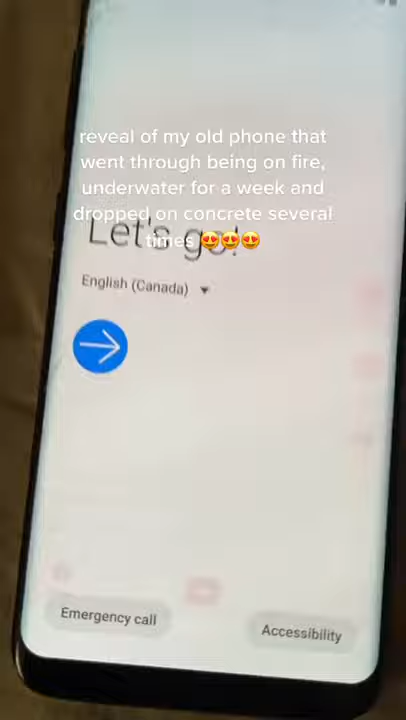 reveal of my old phone that
went through being on fire,
underwater for a week and
dropped on concrete several
times 😍😍😍
Let's go!
English (Canada)
Emergency call
Accessibility